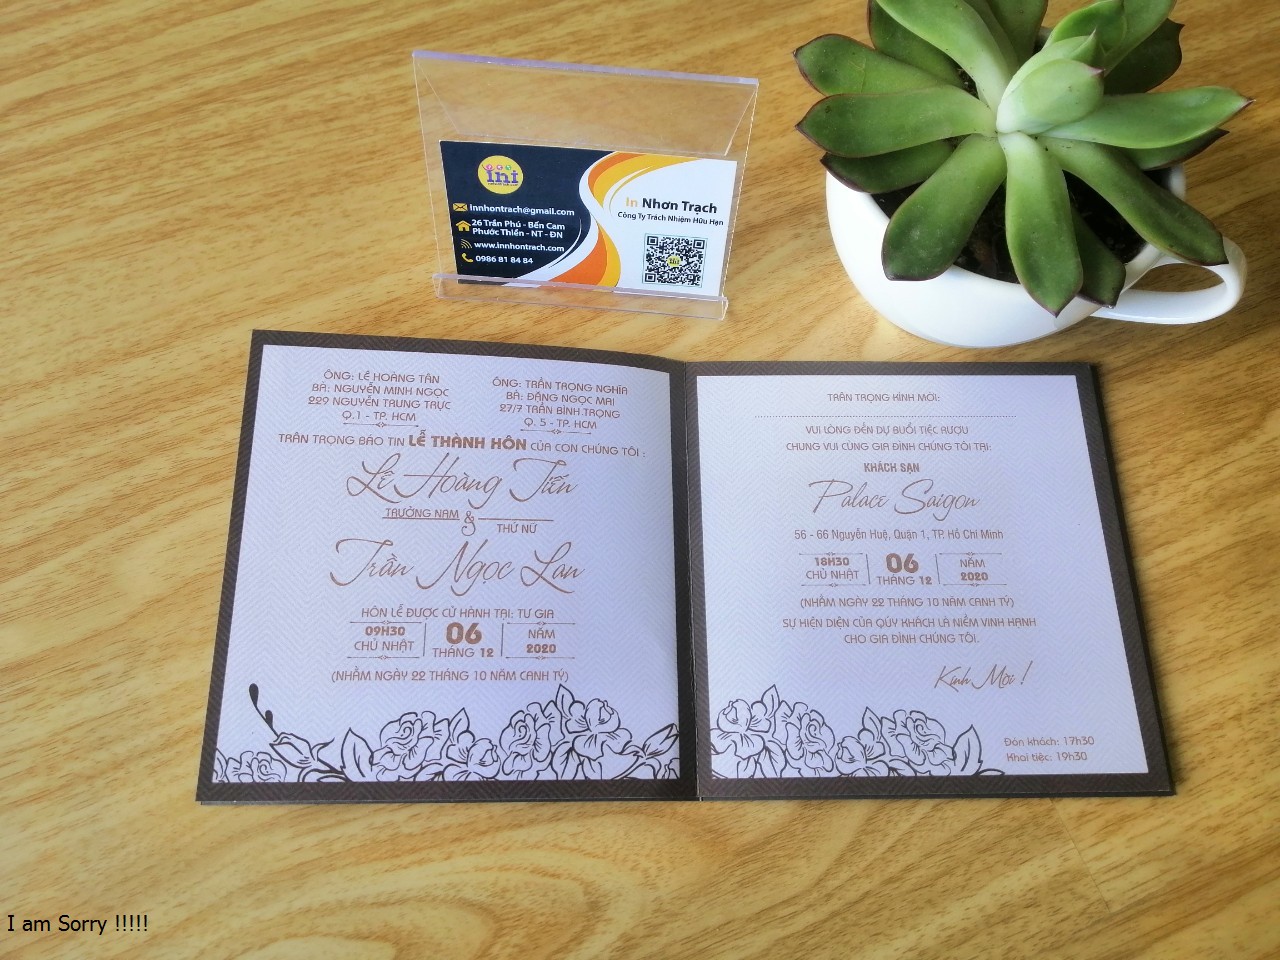 ini
innhontrach@gmail.com
26 Trần Phú - Bến Cam
Phước Thiền - NT - ĐN
www.innhontrach.com
0986 81 84 84
In Nhơn Trạch
Công Ty Trách Nhiệm Hữu Hạn
ÔNG: LÊ HOÀNG TÂN
BÀ: NGUYỄN MINH NGỌC
229 NGUYỄN TRUNG TRỰC
Q.1 - TP. HCM
ÔNG: TRẦN TRỌNG NGHĨA
BÀ: ĐẶNG NGỌC MAI
27/7 TRẦN BÌNH TRỌNG
Q. 5 - TP. HCM
TRÂN TRỌNG BÁO TIN LỄ THÀNH HÔN CỦA CON CHÚNG TÔI :
Lê Hoàng Tiến
TRƯỞNG NAM & THỨ NỮ
Trần Ngọc Lan
HÔN LỄ ĐƯỢC CỬ HÀNH TẠI: TƯ GIA
09H30
CHỦ NHẬT
06
THÁNG 12
NĂM
2020
(NHẰM NGÀY 22 THÁNG 10 NĂM CANH TÝ)
TRÂN TRỌNG KÍNH MỜI:
VUI LÒNG ĐẾN DỰ BUỔI TIỆC RƯỢU
CHUNG VUI CÙNG GIA ĐÌNH CHÚNG TÔI TẠI:
KHÁCH SẠN
Palace Saigon
56 - 66 Nguyễn Huệ, Quận 1, TP. Hồ Chí Minh
18H30
CHỦ NHẬT
06
THÁNG 12
NĂM
2020
(NHẰM NGÀY 22 THÁNG 10 NĂM CANH TÝ)
SỰ HIỆN DIỆN CỦA QÚY KHÁCH LÀ NIỀM VINH HẠNH
CHO GIA ĐÌNH CHÚNG TÔI.
Kính Mời !
Đón khách: 17h30
Khai tiệc: 19h30
I am Sorry !!!!!